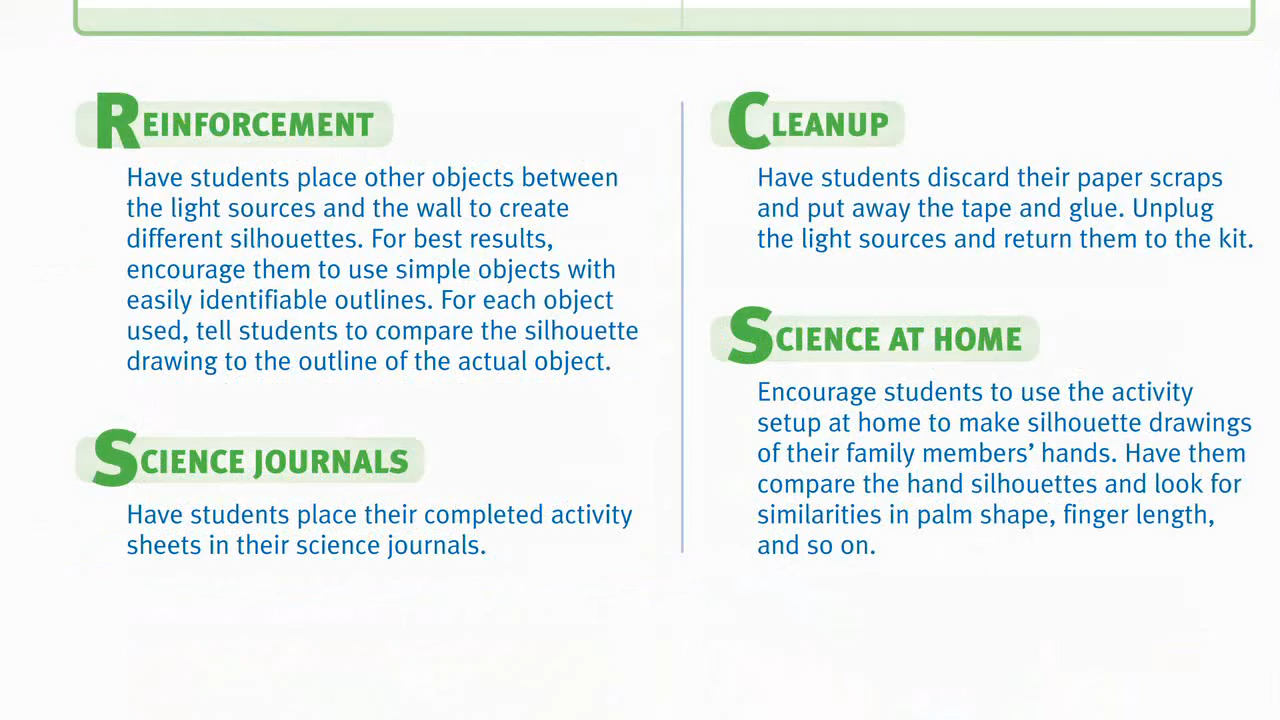 REINFORCEMENT
Have students place other objects between
the light sources and the wall to create
different silhouettes. For best results,
encourage them to use simple objects with
easily identifiable outlines. For each object
used, tell students to compare the silhouette
drawing to the outline of the actual object.
SCIENCE JOURNALS
Have students place their completed activity
sheets in their science journals.
CLEANUP
Have students discard their paper scraps
and put away the tape and glue. Unplug
the light sources and return them to the kit.
SCIENCE AT HOME
Encourage students to use the activity
setup at home to make silhouette drawings
of their family members’ hands. Have them
compare the hand silhouettes and look for
similarities in palm shape, finger length,
and so on.